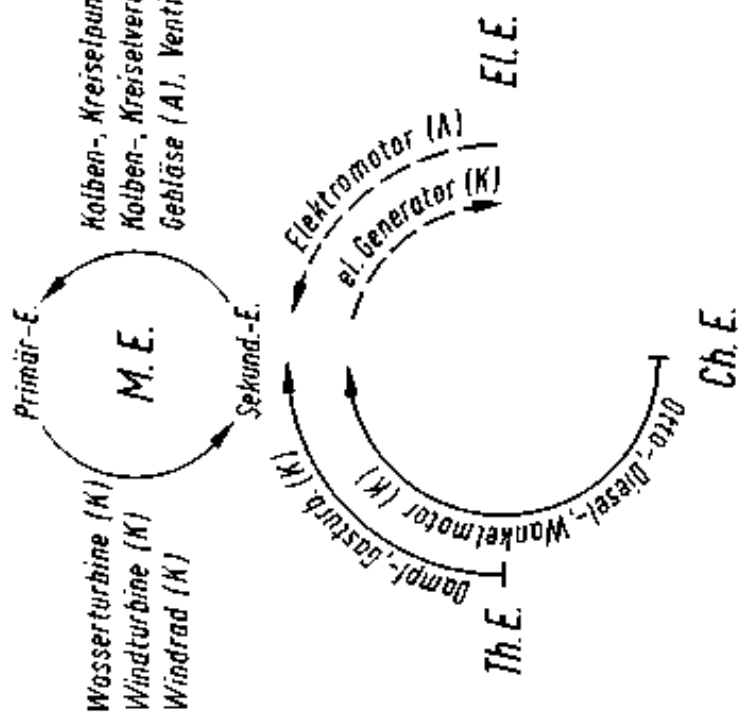 Kolben-, Kreiselpum
Kolben-, Kreiselver
Gebläse (A), Venti
Primär-E.
M.E.
Sekund.-E.
Wasserturbine (K)
Windturbine (K)
Windrad (K)
Elektromotor (A)
el. Generator (K)
El.E.
Dampf-, Gasturb. (K)
Otto-, Diesel-, Wankelmotor (K)
Th.E.
Ch.E.